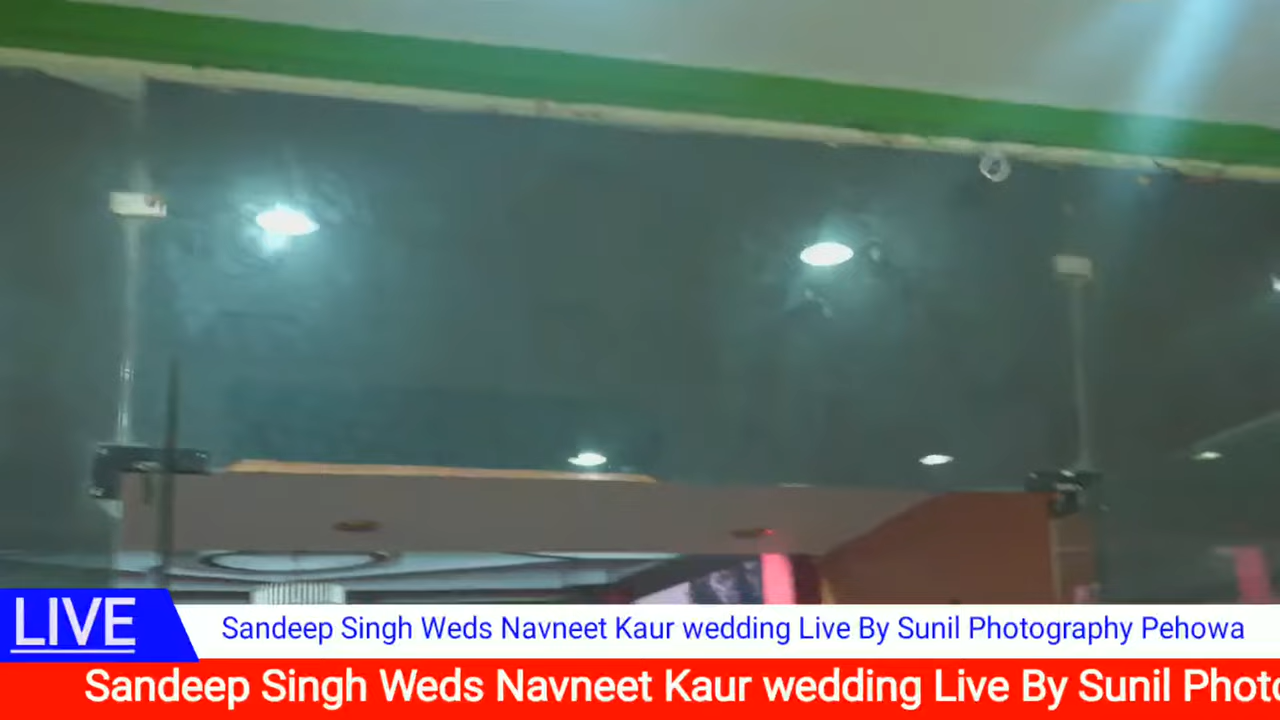 LIVE
Sandeep Singh Weds Navneet Kaur wedding Live By Sunil Photography Pehowa
Sandeep Singh Weds Navneet Kaur wedding Live By Sunil Photo